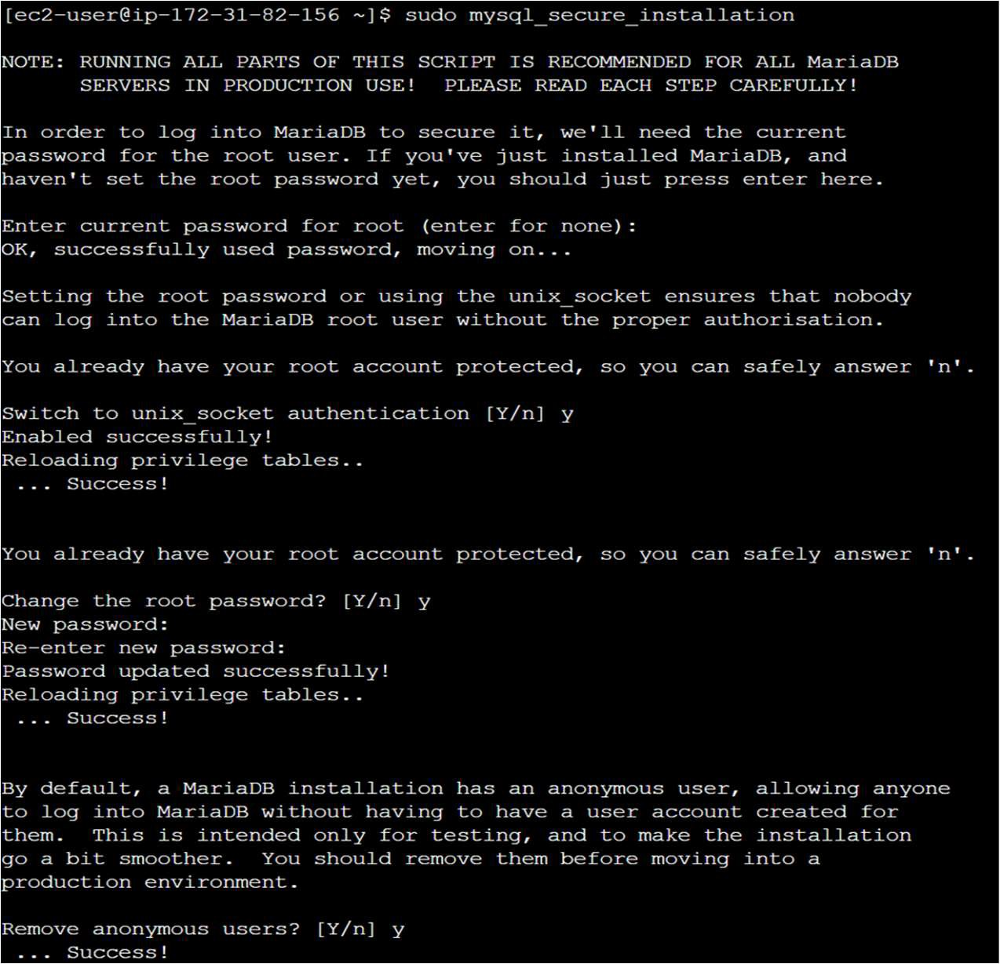 [ec2-user@ip-172-31-82-156 ~]$ sudo mysql_secure_installation
NOTE: RUNNING ALL PARTS OF THIS SCRIPT IS RECOMMENDED FOR ALL MariaDB
      SERVERS IN PRODUCTION USE!  PLEASE READ EACH STEP CAREFULLY!
In order to log into MariaDB to secure it, we'll need the current
password for the root user. If you've just installed MariaDB, and
haven't set the root password yet, you should just press enter here.
Enter current password for root (enter for none):
OK, successfully used password, moving on...
Setting the root password or using the unix_socket ensures that nobody
can log into the MariaDB root user without the proper authorisation.
You already have your root account protected, so you can safely answer 'n'.
Switch to unix_socket authentication [Y/n] y
Enabled successfully!
Reloading privilege tables..
 ... Success!
You already have your root account protected, so you can safely answer 'n'.
Change the root password? [Y/n] y
New password:
Re-enter new password:
Password updated successfully!
Reloading privilege tables..
 ... Success!
By default, a MariaDB installation has an anonymous user, allowing anyone
to log into MariaDB without having to have a user account created for
them.  This is intended only for testing, and to make the installation
go a bit smoother.  You should remove them before moving into a
production environment.
Remove anonymous users? [Y/n] y
 ... Success!